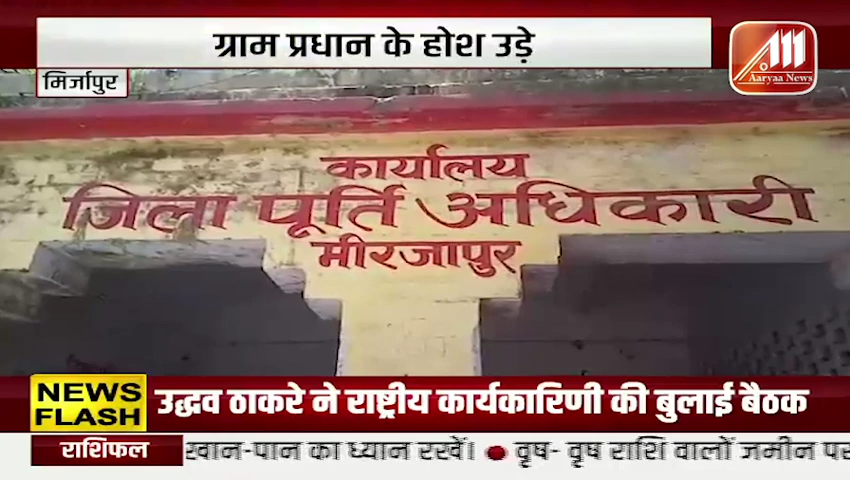 ग्राम प्रधान के होश उड़े
मिर्जापुर
Aaryaa News
कार्यालय
जिला पूर्ति अधिकारी
मीरजापुर
NEWS FLASH
उद्धव ठाकरे ने राष्ट्रीय कार्यकारिणी की बुलाई बैठक
राशिफल
खान-पान का ध्यान रखें। ● वृष- वृष राशि वालों जमीन